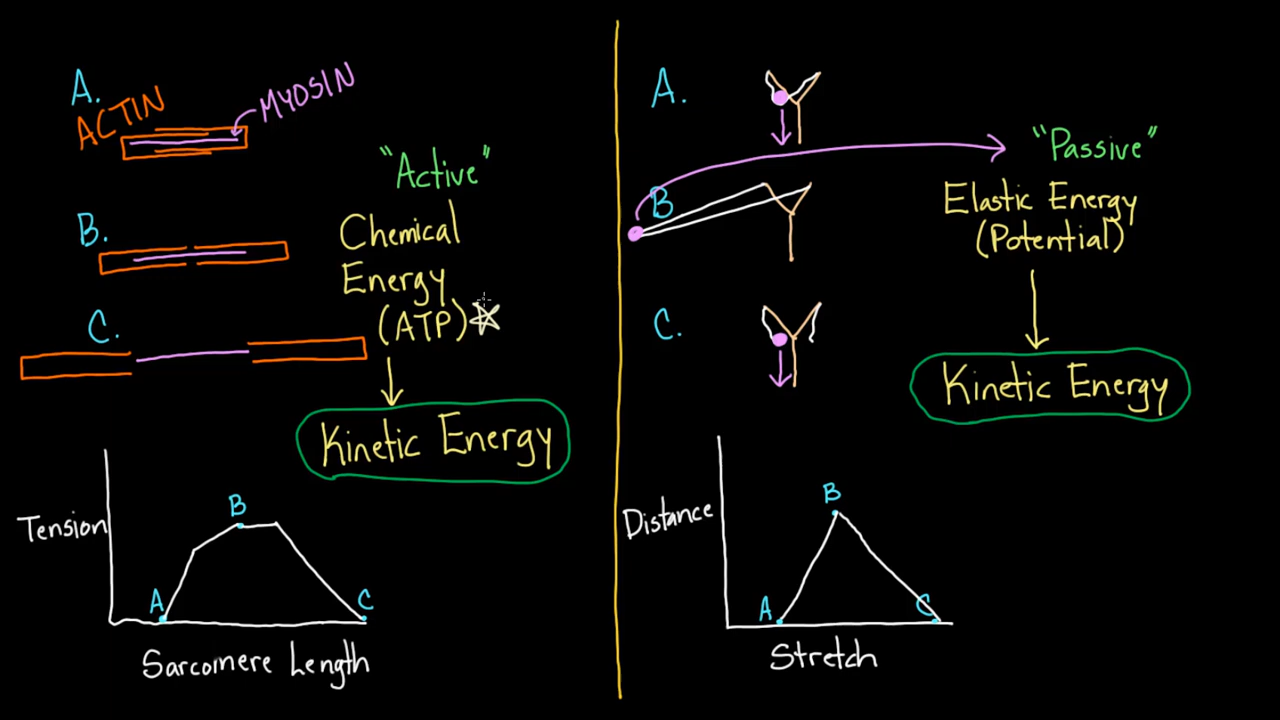 A.
ACTIN
MYOSIN
"Active"
B.
Chemical
Energy
(ATP)
C.
Kinetic Energy
Tension
A
B
C
Sarcomere Length
A.
"Passive"
B
Elastic Energy
(Potential)
C.
Kinetic Energy
Distance
A
B
C
Stretch